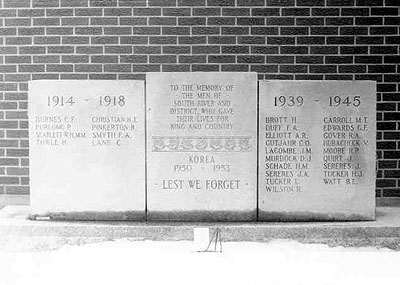 1914 - 1918
BURNES C.F.
FURLONG P.
SCARLETT W.M.M.
TOWLE H.
CHRISTIAN H.E.
PINKERTON R.
SMYTH F.A.
LANE C.
TO THE MEMORY OF
THE MEN OF
SOUTH RIVER AND
DISTRICT, WHO GAVE
THEIR LIVES FOR
KING AND COUNTRY.
KOREA
1950 - 1953
- LEST WE FORGET -
1939 - 1945
BROTT H.
DUFF F.A.
ELLIOTT A.R.
GUTJAHR C.O.
LACOMBE J.M.
MURDOCK D.J.
SCHADE H.M.
SERERES J.A.
TUCKER L.
WILSON R.
CARROLL M.T.
EDWARDS G.F.
GOVER R.A.
HUBACHECK V.
MOORE R.P.
QUIRT J.
SERERES J.
TUCKER H.J.
WATT B.E.